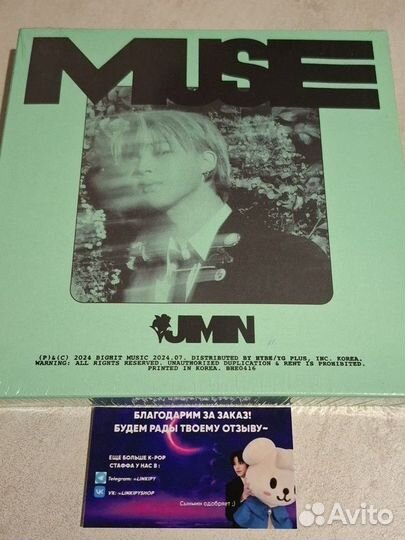 MUSE
JIMIN
(P)&(C) 2024 BIGHIT MUSIC 2024.07. DISTRIBUTED BY HYBE/YG PLUS, INC. KOREA.
WARNING: ALL RIGHTS RESERVED. UNAUTHORIZED DUPLICATION & RENT IS PROHIBITED.
PRINTED IN KOREA. BHE0416
БЛАГОДАРИМ ЗА ЗАКАЗ!
БУДЕМ РАДЫ ТВОЕМУ ОТЗЫВУ~
ЕЩЕ БОЛЬШЕ K-POP
СТАФФА У НАС В :
Telegram: @LINKIFY
VK: @LINKIFYSHOP
Сынмин одобряет ;)
Avito